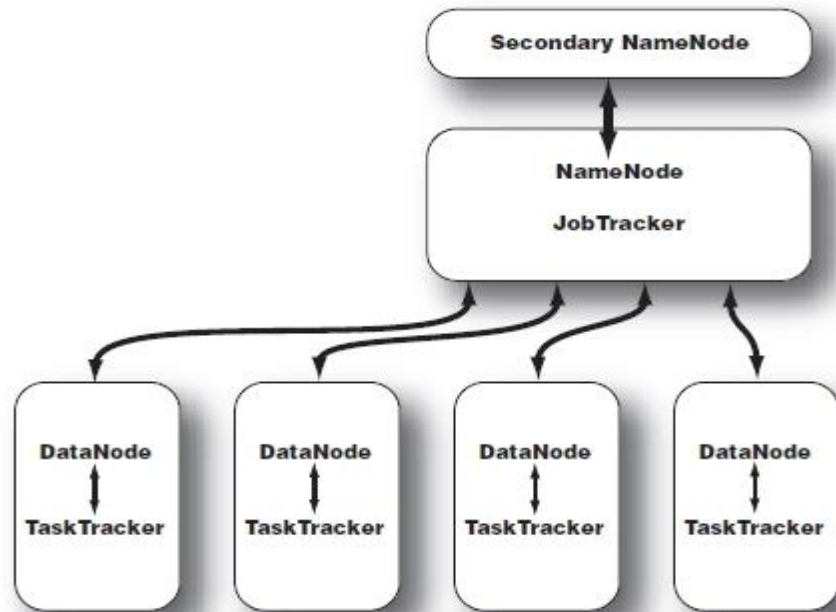 Secondary NameNode
NameNode
JobTracker
DataNode DataNode DataNode DataNode
TaskTracker TaskTracker TaskTracker TaskTracker